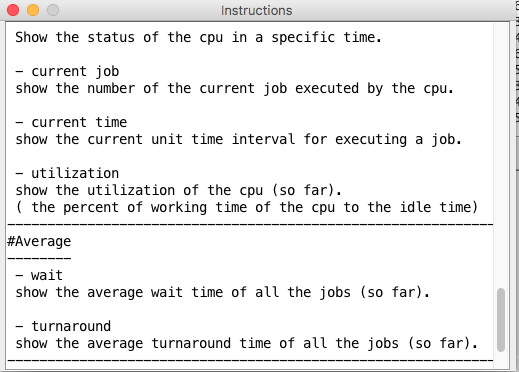 Instructions
Show the status of the cpu in a specific time.
- current job
show the number of the current job executed by the cpu.
- current time
show the current unit time interval for executing a job.
- utilization
show the utilization of the cpu (so far).
( the percent of working time of the cpu to the idle time)
--------------------------------------------------------------
#Average
--------
- wait
show the average wait time of all the jobs (so far).
- turnaround
show the average turnaround time of all the jobs (so far).
--------------------------------------------------------------